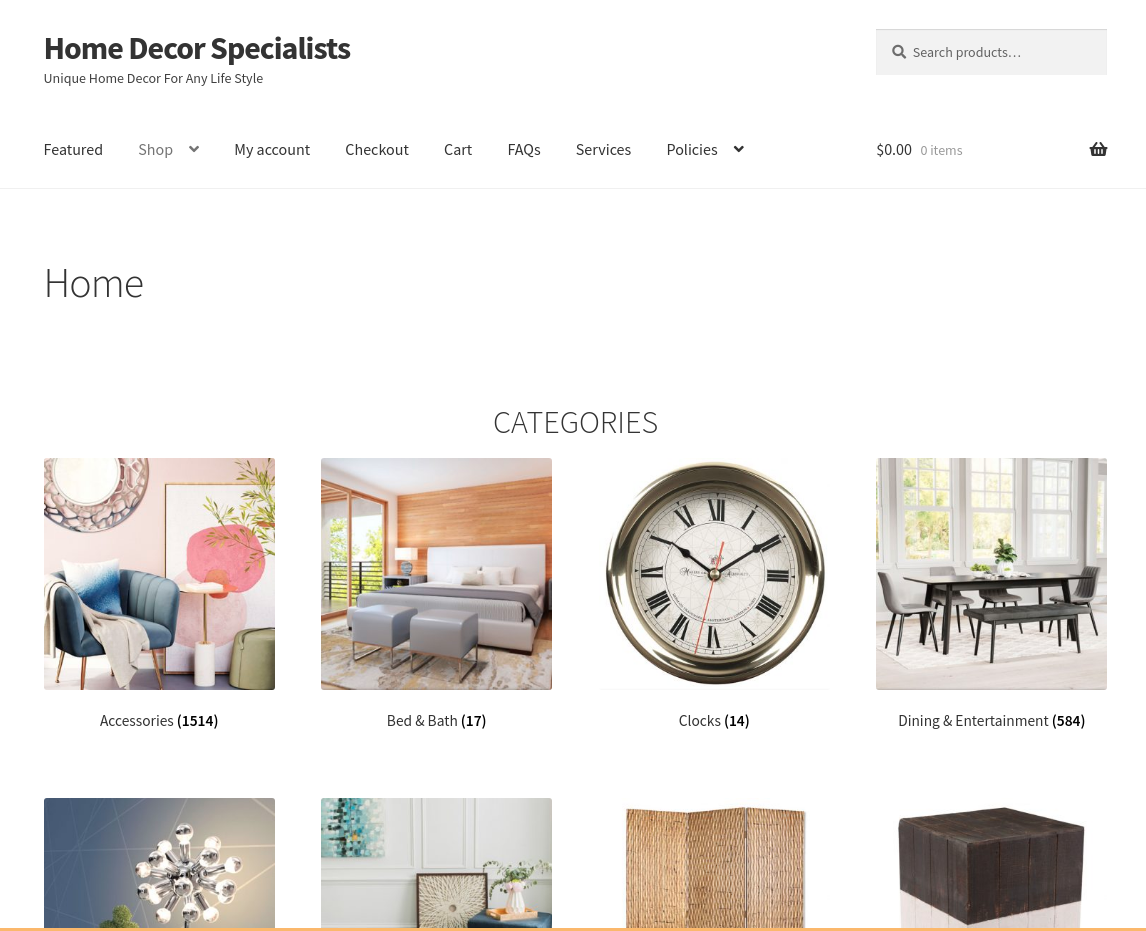 Home Decor Specialists
Unique Home Decor For Any Life Style
Search products…
Featured
Shop
My account
Checkout
Cart
FAQs
Services
Policies
$0.00 0 items
Home
CATEGORIES
Accessories (1514)
Bed & Bath (17)
Clocks (14)
Dining & Entertainment (584)